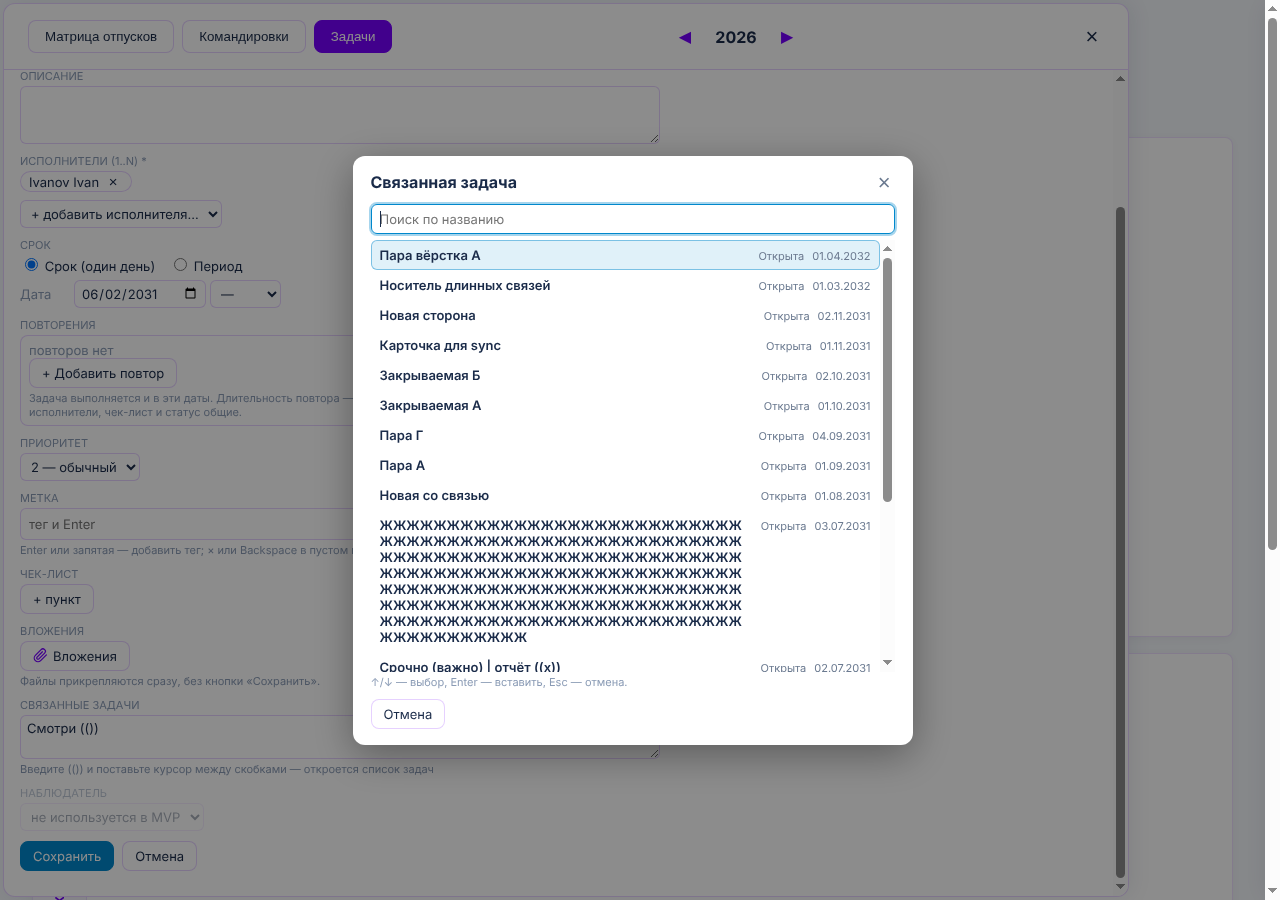 Матрица отпусков
Командировки
Задачи
◀ 2026 ▶
✕
ОПИСАНИЕ
ИСПОЛНИТЕЛИ (1..N) *
Ivanov Ivan ✕
+ добавить исполнителя...
СРОК
Срок (один день)
Период
Дата
06/02/2031
—
ПОВТОРЕНИЯ
повторов нет
+ Добавить повтор
Задача выполняется и в эти даты. Длительность повтора —
исполнители, чек-лист и статус общие.
ПРИОРИТЕТ
2 — обычный
МЕТКА
тег и Enter
Enter или запятая — добавить тег; × или Backspace в пустом
ЧЕК-ЛИСТ
+ пункт
ВЛОЖЕНИЯ
Вложения
Файлы прикрепляются сразу, без кнопки «Сохранить».
СВЯЗАННЫЕ ЗАДАЧИ
Смотри (())
Введите (()) и поставьте курсор между скобками — откроется список задач
НАБЛЮДАТЕЛЬ
не используется в MVP
Сохранить
Отмена
Связанная задача
✕
Поиск по названию
Пара вёрстка А Открыта 01.04.2032
Носитель длинных связей Открыта 01.03.2032
Новая сторона Открыта 02.11.2031
Карточка для sync Открыта 01.11.2031
Закрываемая Б Открыта 02.10.2031
Закрываемая А Открыта 01.10.2031
Пара Г Открыта 04.09.2031
Пара А Открыта 01.09.2031
Новая со связью Открыта 01.08.2031
ЖЖЖЖЖЖЖЖЖЖЖЖЖЖЖЖЖЖЖЖЖЖЖЖЖЖЖ Открыта 03.07.2031
ЖЖЖЖЖЖЖЖЖЖЖЖЖЖЖЖЖЖЖЖЖЖЖЖЖЖЖ
ЖЖЖЖЖЖЖЖЖЖЖЖЖЖЖЖЖЖЖЖЖЖЖЖЖЖЖ
ЖЖЖЖЖЖЖЖЖЖЖЖЖЖЖЖЖЖЖЖЖЖЖЖЖЖЖ
ЖЖЖЖЖЖЖЖЖЖЖЖЖЖЖЖЖЖЖЖЖЖЖЖЖЖЖ
ЖЖЖЖЖЖЖЖЖЖЖЖЖЖЖЖЖЖЖЖЖЖЖЖЖЖЖ
ЖЖЖЖЖЖЖЖЖЖЖЖЖЖЖЖЖЖЖЖЖЖЖЖЖЖЖ
ЖЖЖЖЖЖЖЖЖЖЖ
Срочно (важно) | отчёт ((х)) Открыта 02.07.2031
↑/↓ — выбор, Enter — вставить, Esc — отмена.
Отмена